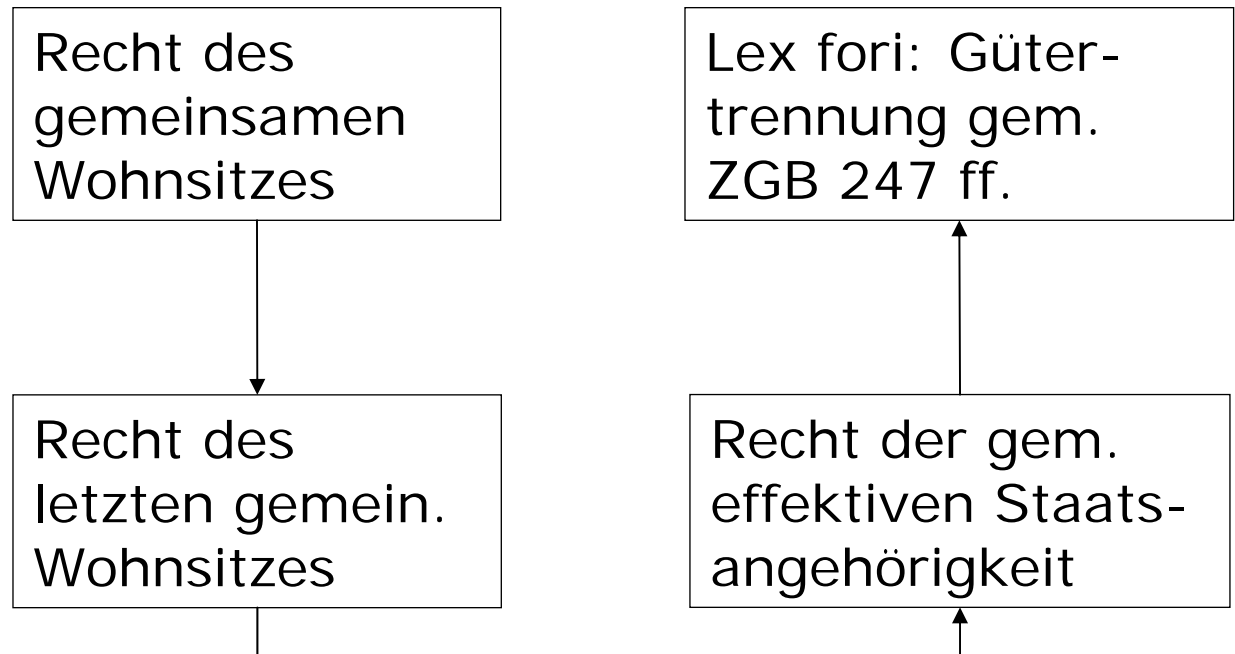 Recht des
gemeinsamen
Wohnsitzes
Lex fori: Güter-
trennung gem.
ZGB 247 ff.
Recht des
letzten gemein.
Wohnsitzes
Recht der gem.
effektiven Staats-
angehörigkeit